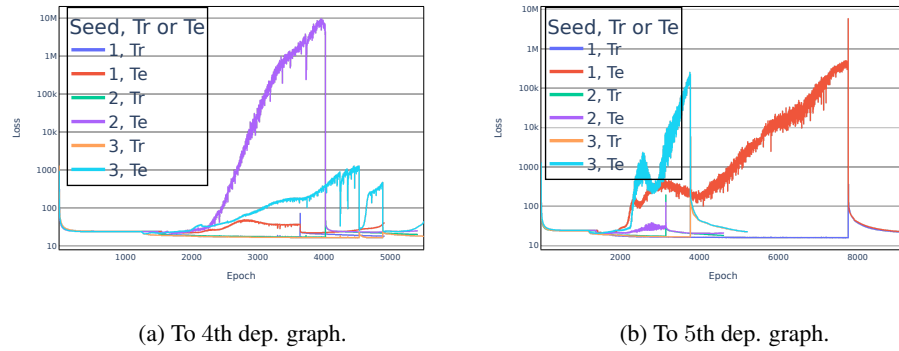 10M
1M
100k
10k
1000
100
10
Loss
Seed, Tr or Te
1, Tr
1, Te
2, Tr
2, Te
3, Tr
3, Te
1000 2000 3000 4000 5000
Epoch
(a) To 4th dep. graph.
1M
100k
10k
1000
100
10
Loss
Seed, Tr or Te
1, Tr
1, Te
2, Tr
2, Te
3, Tr
3, Te
2000 4000 6000 8000
Epoch
(b) To 5th dep. graph.